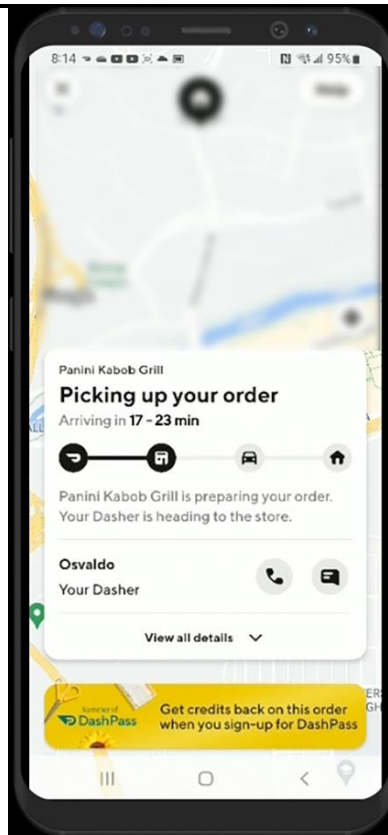 8:14
95%
Panini Kabob Grill
Picking up your order
Arriving in 17 - 23 min
Panini Kabob Grill is preparing your order.
Your Dasher is heading to the store.
Osvaldo
Your Dasher
View all details
Summer of
DashPass
Get credits back on this order
when you sign-up for DashPass